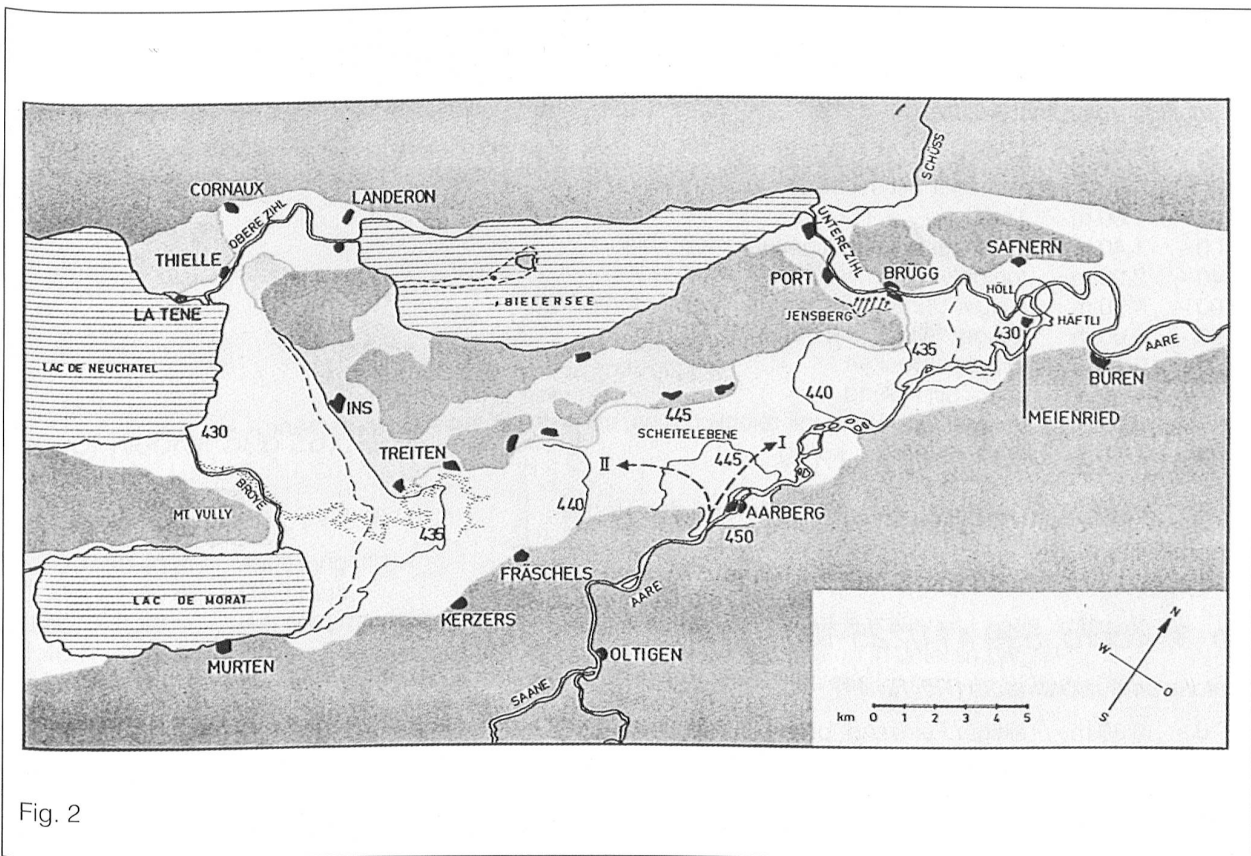 CORNAUX
LANDERON
SCHÜSS
OBERE ZIHL
UNTERE ZIHL
THIELLE
SAFNERN
PORT
BRÜGG
HÖLL
LA TENE
BIELERSEE
JENSBERG
430
HÄFTLI
AARE
435
BÜREN
LAC DE NEUCHATEL
440
MEIENRIED
INS
445
430
SCHEITELEBENE
I
TREITEN
II
445
BROYE
MT VULLY
440
AARBERG
435
450
FRÄSCHELS
AARE
LAC DE MORAT
KERZERS
MURTEN
OLTIGEN
SAANE
N
W
O
S
km 0 1 2 3 4 5
Fig. 2